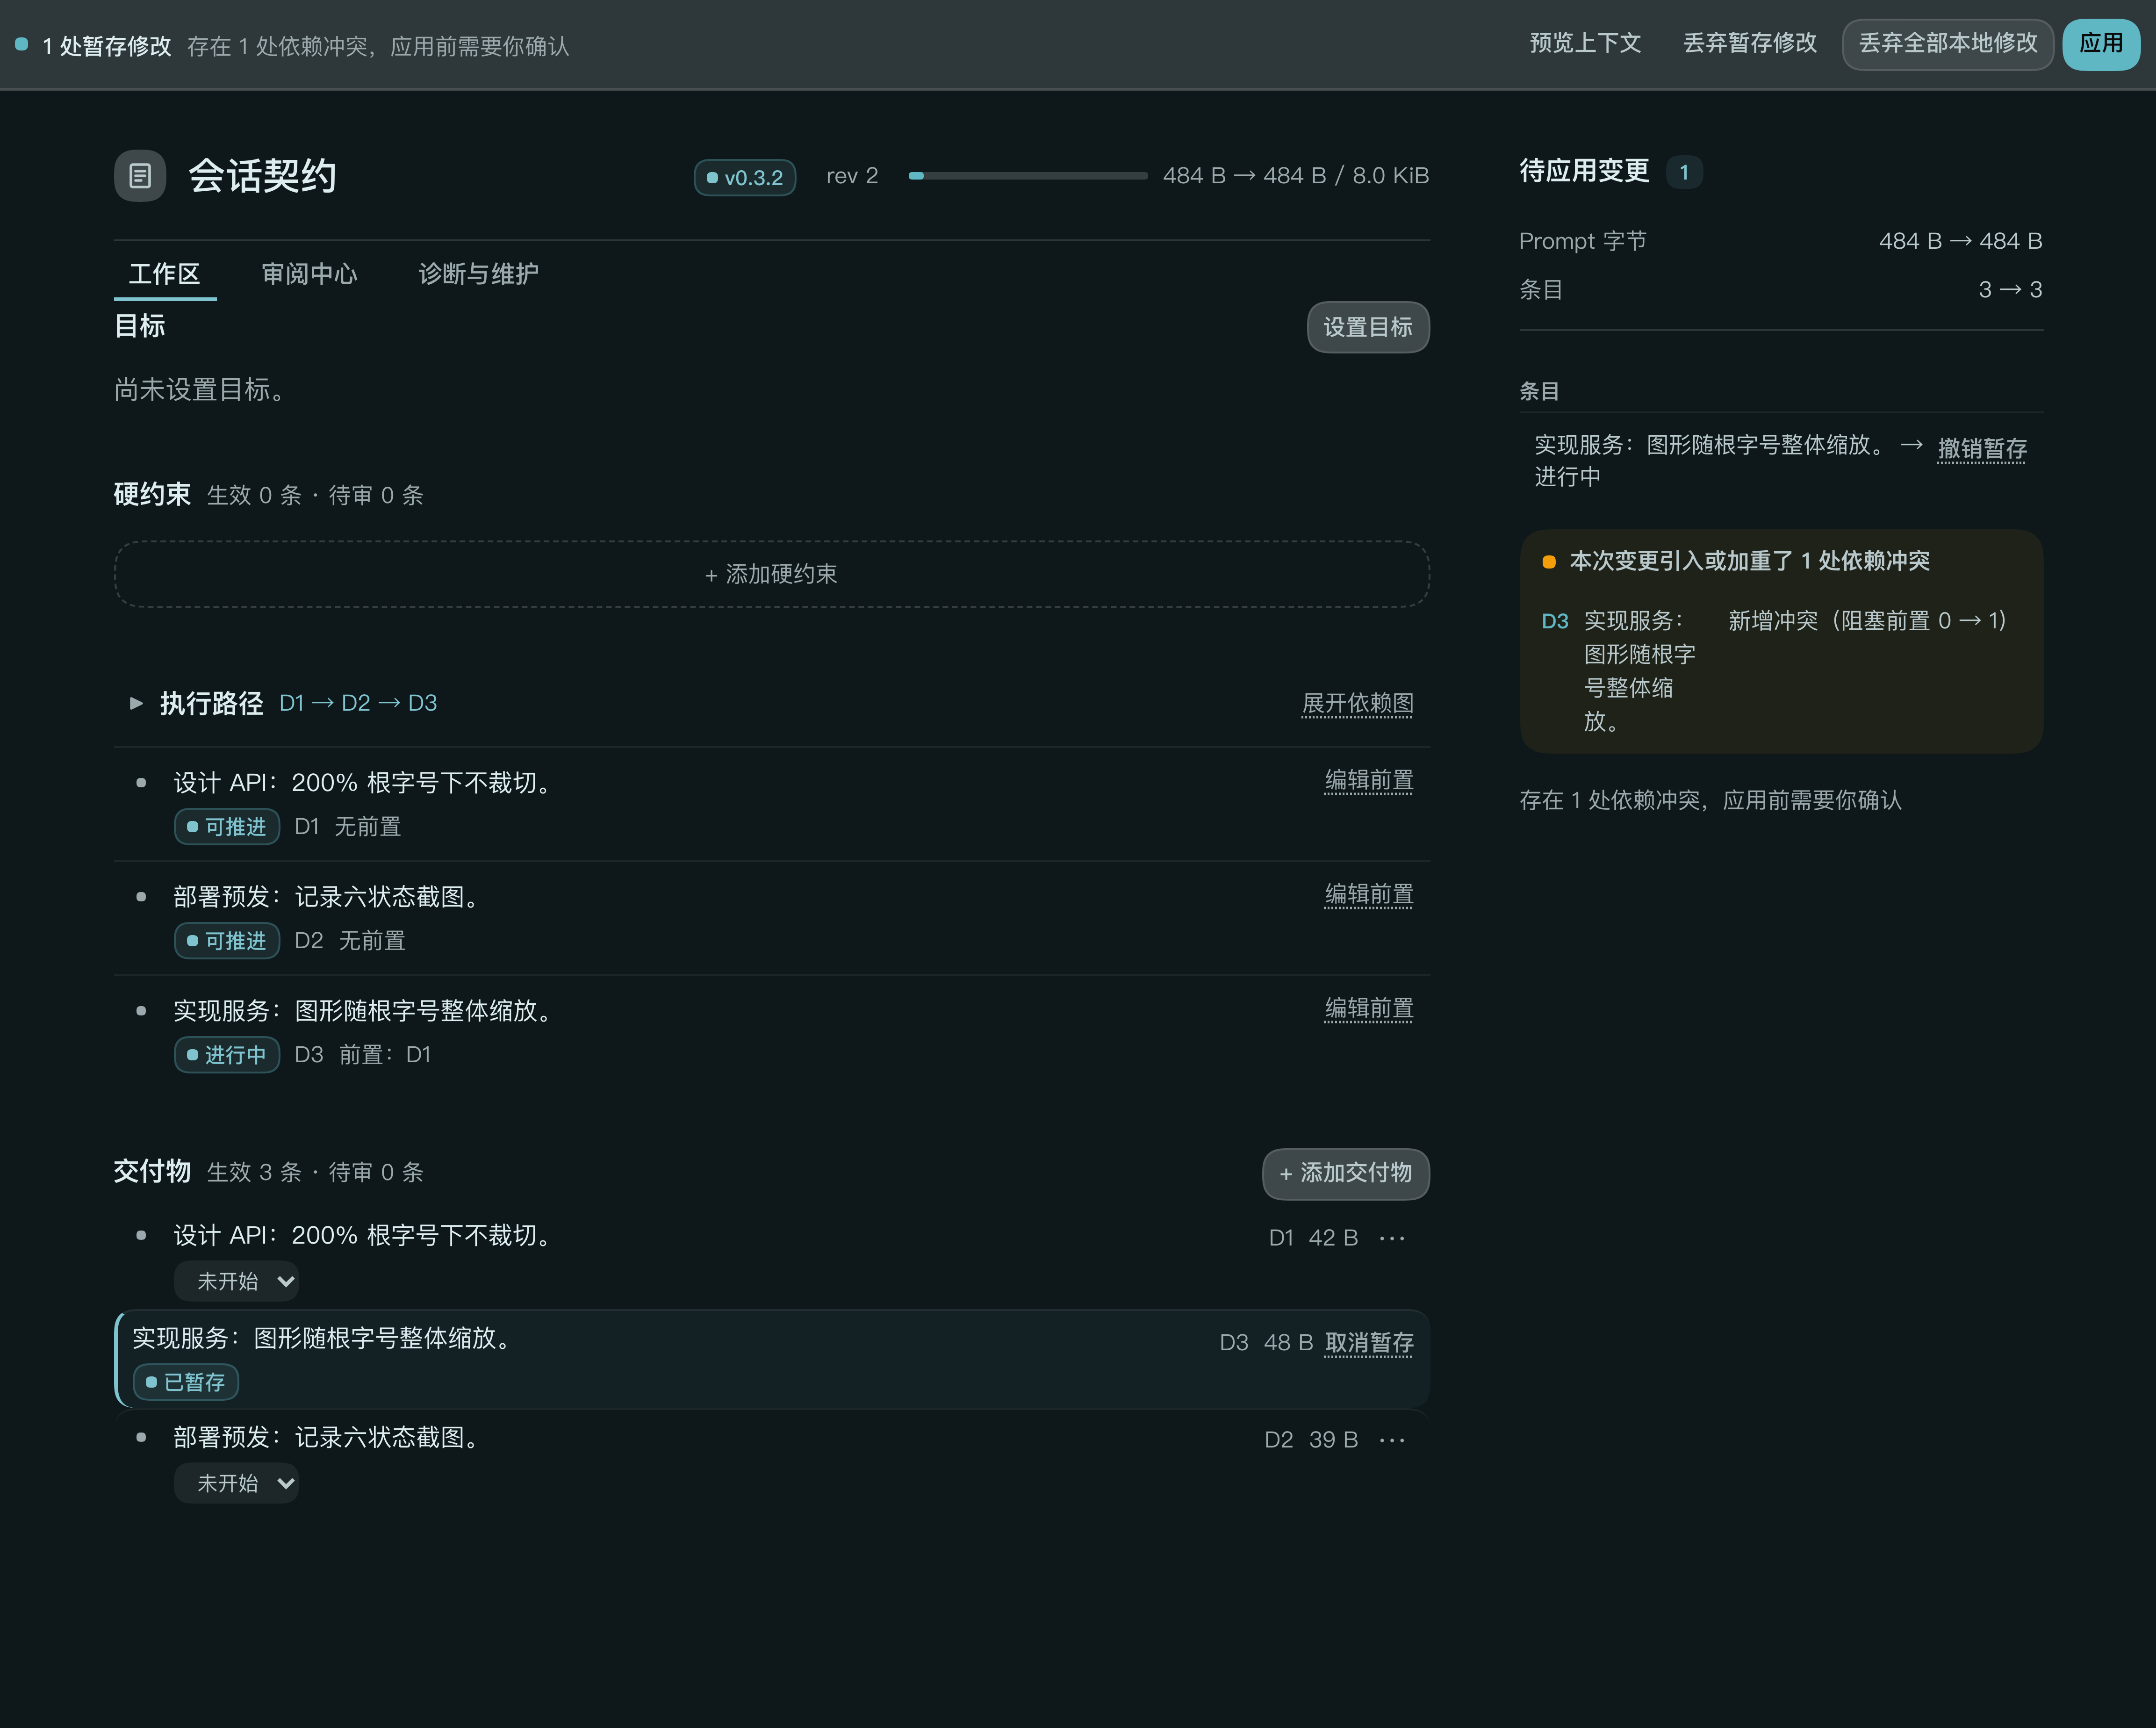 1 处暂存修改 存在 1 处依赖冲突，应用前需要你确认
预览上下文 丢弃暂存修改 丢弃全部本地修改 应用
会话契约
v0.3.2 rev 2 484 B → 484 B / 8.0 KiB
工作区 审阅中心 诊断与维护
目标
设置目标
尚未设置目标。
硬约束 生效 0 条 · 待审 0 条
+ 添加硬约束
▶ 执行路径 D1 → D2 → D3
展开依赖图
设计 API：200% 根字号下不裁切。
编辑前置
可推进 D1 无前置
部署预发：记录六状态截图。
编辑前置
可推进 D2 无前置
实现服务：图形随根字号整体缩放。
编辑前置
进行中 D3 前置：D1
交付物 生效 3 条 · 待审 0 条
+ 添加交付物
设计 API：200% 根字号下不裁切。
D1 42 B ···
未开始
实现服务：图形随根字号整体缩放。
D3 48 B 取消暂存
已暂存
部署预发：记录六状态截图。
D2 39 B ···
未开始
待应用变更 1
Prompt 字节 484 B → 484 B
条目 3 → 3
条目
实现服务：图形随根字号整体缩放。 →
进行中
撤销暂存
本次变更引入或加重了 1 处依赖冲突
D3 实现服务：
图形随根字
号整体缩
放。
新增冲突（阻塞前置 0 → 1）
存在 1 处依赖冲突，应用前需要你确认